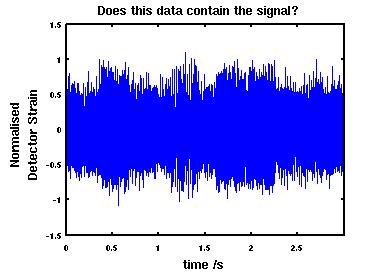 Does this data contain the signal?
1.5
1
0.5
0
-0.5
-1
-1.5
Normalised
Detector Strain
0 0.5 1 1.5 2 2.5
time /s